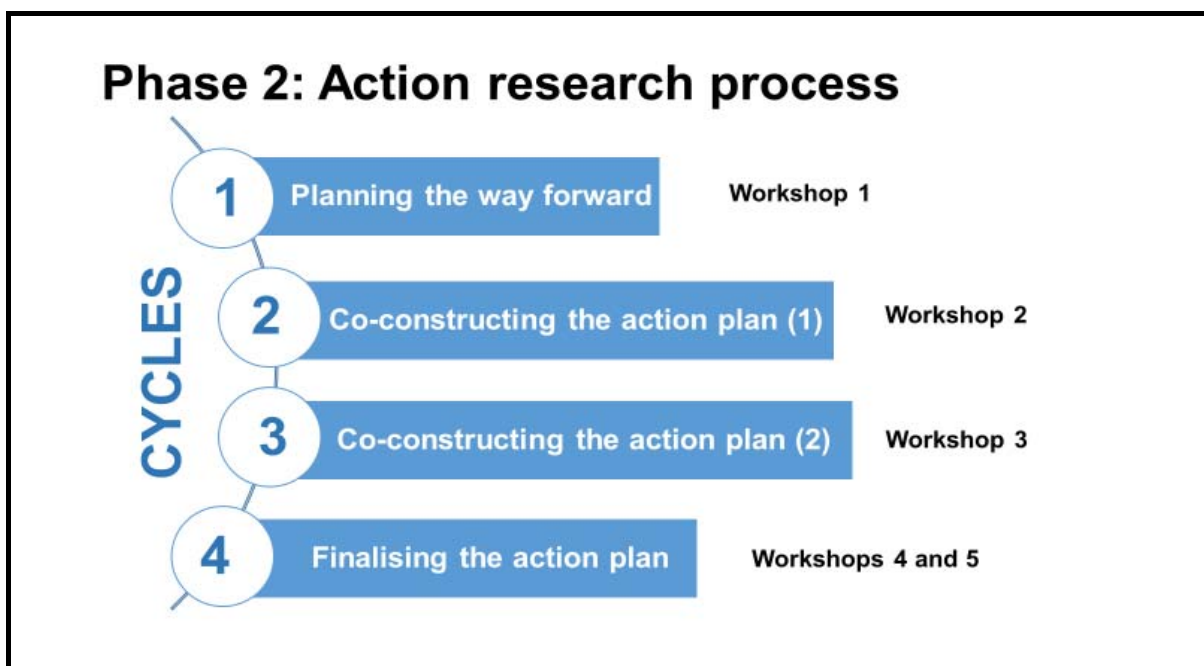 Phase 2: Action research process
CYCLES
1
Planning the way forward
Workshop 1
2
Co-constructing the action plan (1)
Workshop 2
3
Co-constructing the action plan (2)
Workshop 3
4
Finalising the action plan
Workshops 4 and 5